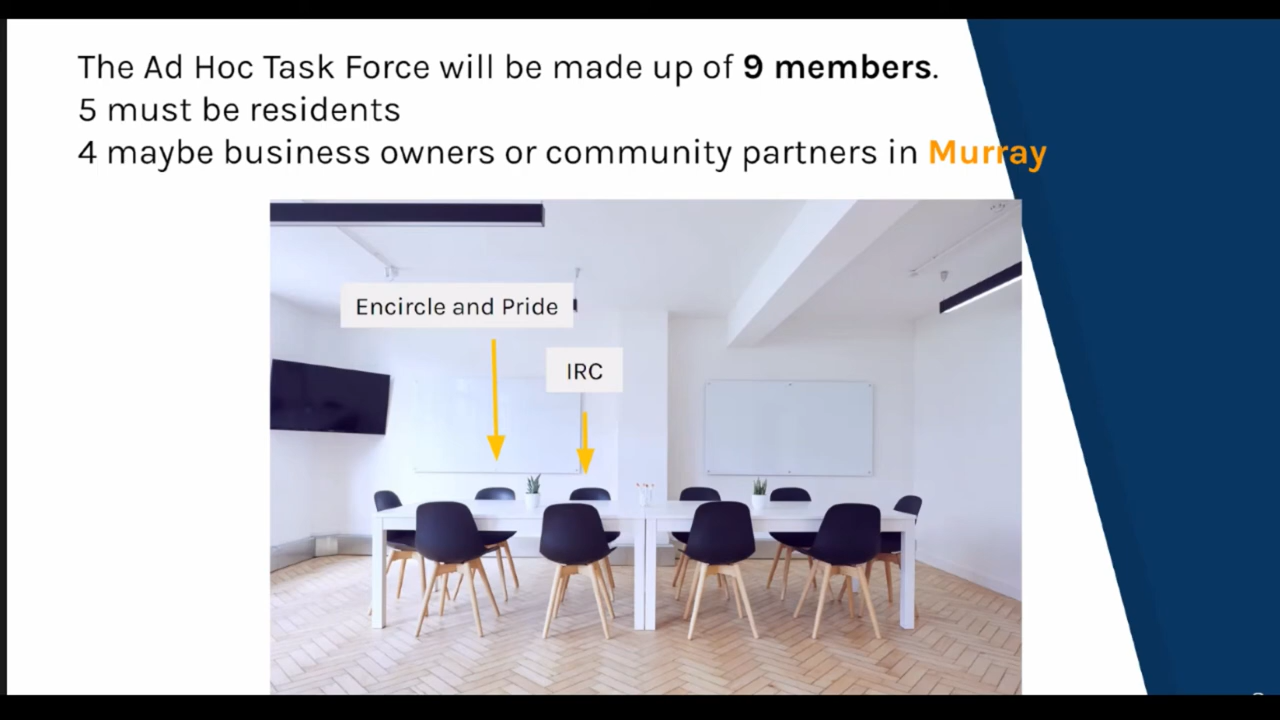 The Ad Hoc Task Force will be made up of 9 members.
5 must be residents
4 maybe business owners or community partners in Murray
Encircle and Pride
IRC